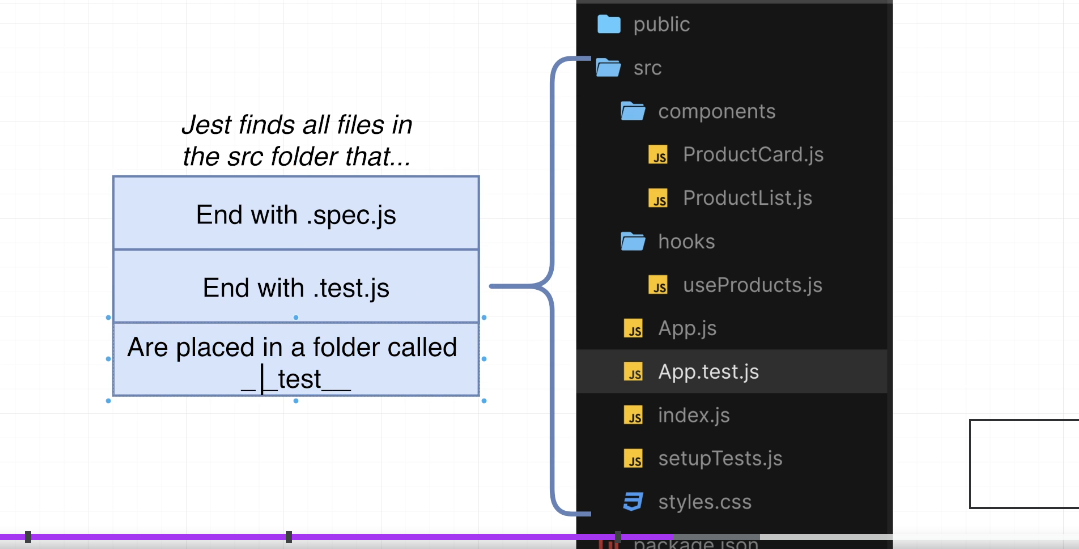 Jest finds all files in
the src folder that...
End with .spec.js
End with .test.js
Are placed in a folder called
__test__
public
src
components
JS ProductCard.js
JS ProductList.js
hooks
JS useProducts.js
JS App.js
JS App.test.js
JS index.js
JS setupTests.js
styles.css
package.json